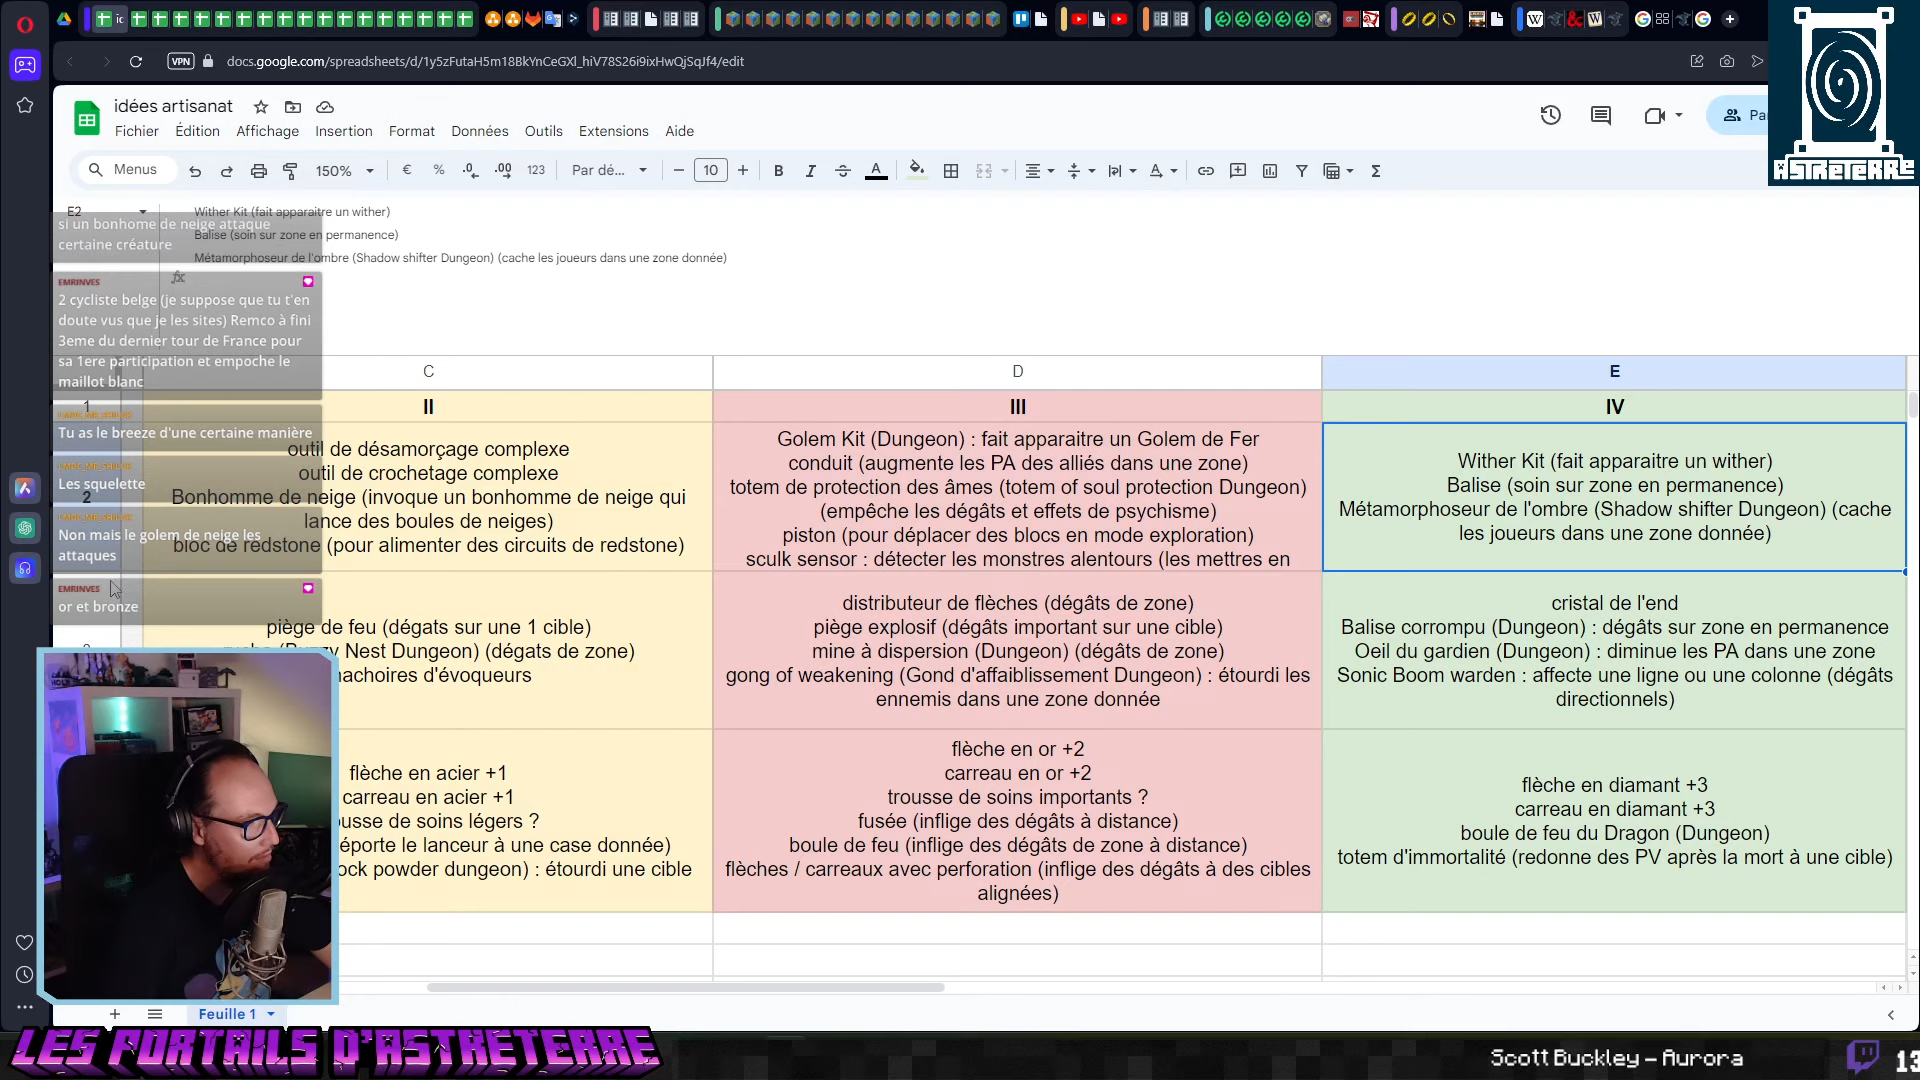 docs.google.com/spreadsheets/d/1y5zFutaH5m18BkYnCeGXl_hiV78S26i9ixHwQjSqJf4/edit
VPN
idées artisanat
Fichier Édition Affichage Insertion Format Données Outils Extensions Aide
Menus 150% € % .0 .00 123 Par dé... 10 B I A
ASTRETERRE
E2
Wither Kit (fait apparaitre un wither)
Balise (soin sur zone en permanence)
Métamorphoseur de l'ombre (Shadow shifter Dungeon) (cache les joueurs dans une zone donnée)
si un bonhome de neige attaque
certaine créature
EMRINVES
2 cycliste belge (je suppose que tu t'en
doute vus que je les sites) Remco à fini
3eme du dernier tour de France pour
sa 1ere participation et empoche le
maillot blanc
Tu as le breeze d'une certaine manière
Les squelette
Non mais le golem de neige les
attaques
EMRINVES
or et bronze
C D E
1 II III IV
2
outil de désamorçage complexe
outil de crochetage complexe
Bonhomme de neige (invoque un bonhomme de neige qui
lance des boules de neiges)
bloc de redstone (pour alimenter des circuits de redstone)
Golem Kit (Dungeon) : fait apparaitre un Golem de Fer
conduit (augmente les PA des alliés dans une zone)
totem de protection des âmes (totem of soul protection Dungeon)
(empêche les dégâts et effets de psychisme)
piston (pour déplacer des blocs en mode exploration)
sculk sensor : détecter les monstres alentours (les mettres en
Wither Kit (fait apparaitre un wither)
Balise (soin sur zone en permanence)
Métamorphoseur de l'ombre (Shadow shifter Dungeon) (cache
les joueurs dans une zone donnée)
piège de feu (dégats sur une 1 cible)
Nest Dungeon) (dégats de zone)
machoires d'évoqueurs
distributeur de flèches (dégâts de zone)
piège explosif (dégâts important sur une cible)
mine à dispersion (Dungeon) (dégâts de zone)
gong of weakening (Gond d'affaiblissement Dungeon) : étourdi les
ennemis dans une zone donnée
cristal de l'end
Balise corrompu (Dungeon) : dégâts sur zone en permanence
Oeil du gardien (Dungeon) : diminue les PA dans une zone
Sonic Boom warden : affecte une ligne ou une colonne (dégâts
directionnels)
flèche en acier +1
carreau en acier +1
ousse de soins légers ?
éporte le lanceur à une case donnée)
ock powder dungeon) : étourdi une cible
flèche en or +2
carreau en or +2
trousse de soins importants ?
fusée (inflige des dégâts à distance)
boule de feu (inflige des dégâts de zone à distance)
flèches / carreaux avec perforation (inflige des dégâts à des cibles
alignées)
flèche en diamant +3
carreau en diamant +3
boule de feu du Dragon (Dungeon)
totem d'immortalité (redonne des PV après la mort à une cible)
Feuille 1
LES PORTAILS D'ASTRETERRE
Scott Buckley – Aurora
13